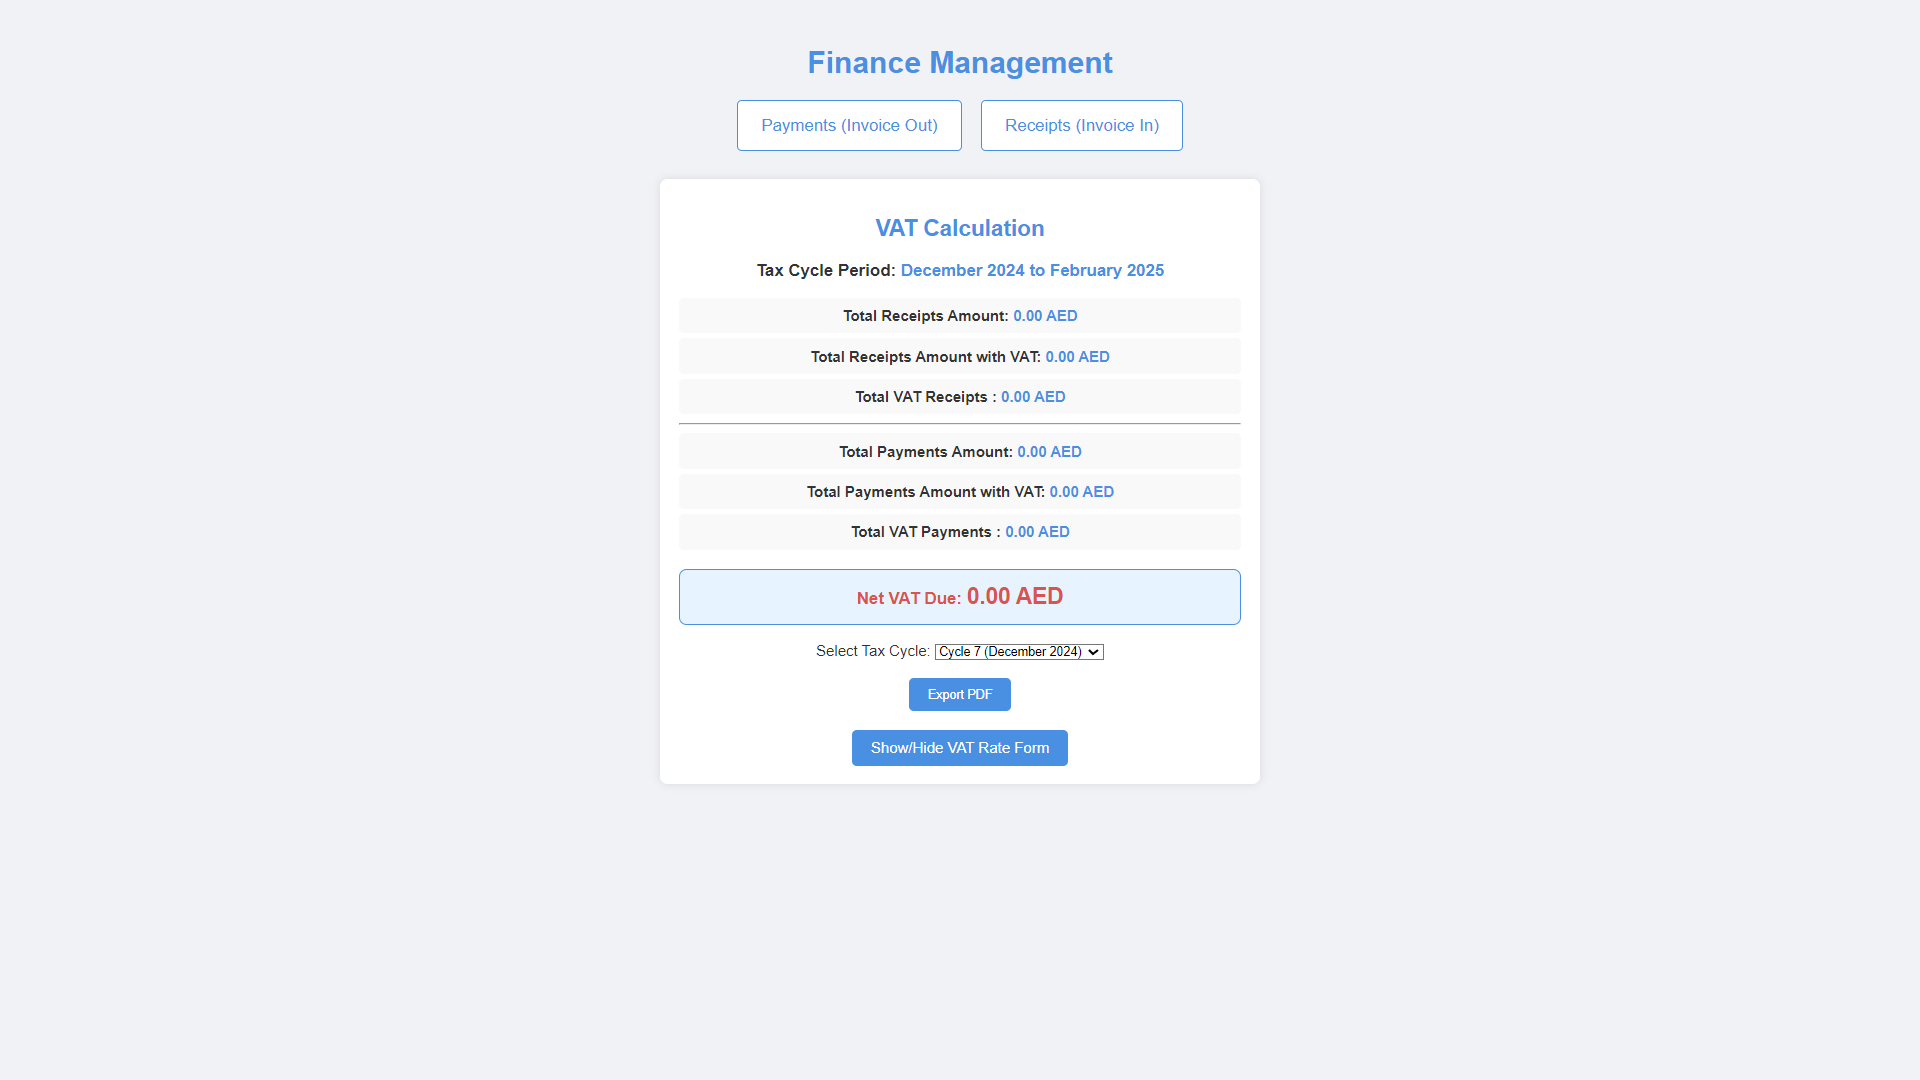 Finance Management
Payments (Invoice Out)
Receipts (Invoice In)
VAT Calculation
Tax Cycle Period: December 2024 to February 2025
Total Receipts Amount: 0.00 AED
Total Receipts Amount with VAT: 0.00 AED
Total VAT Receipts : 0.00 AED
Total Payments Amount: 0.00 AED
Total Payments Amount with VAT: 0.00 AED
Total VAT Payments : 0.00 AED
Net VAT Due: 0.00 AED
Select Tax Cycle: Cycle 7 (December 2024)
Export PDF
Show/Hide VAT Rate Form